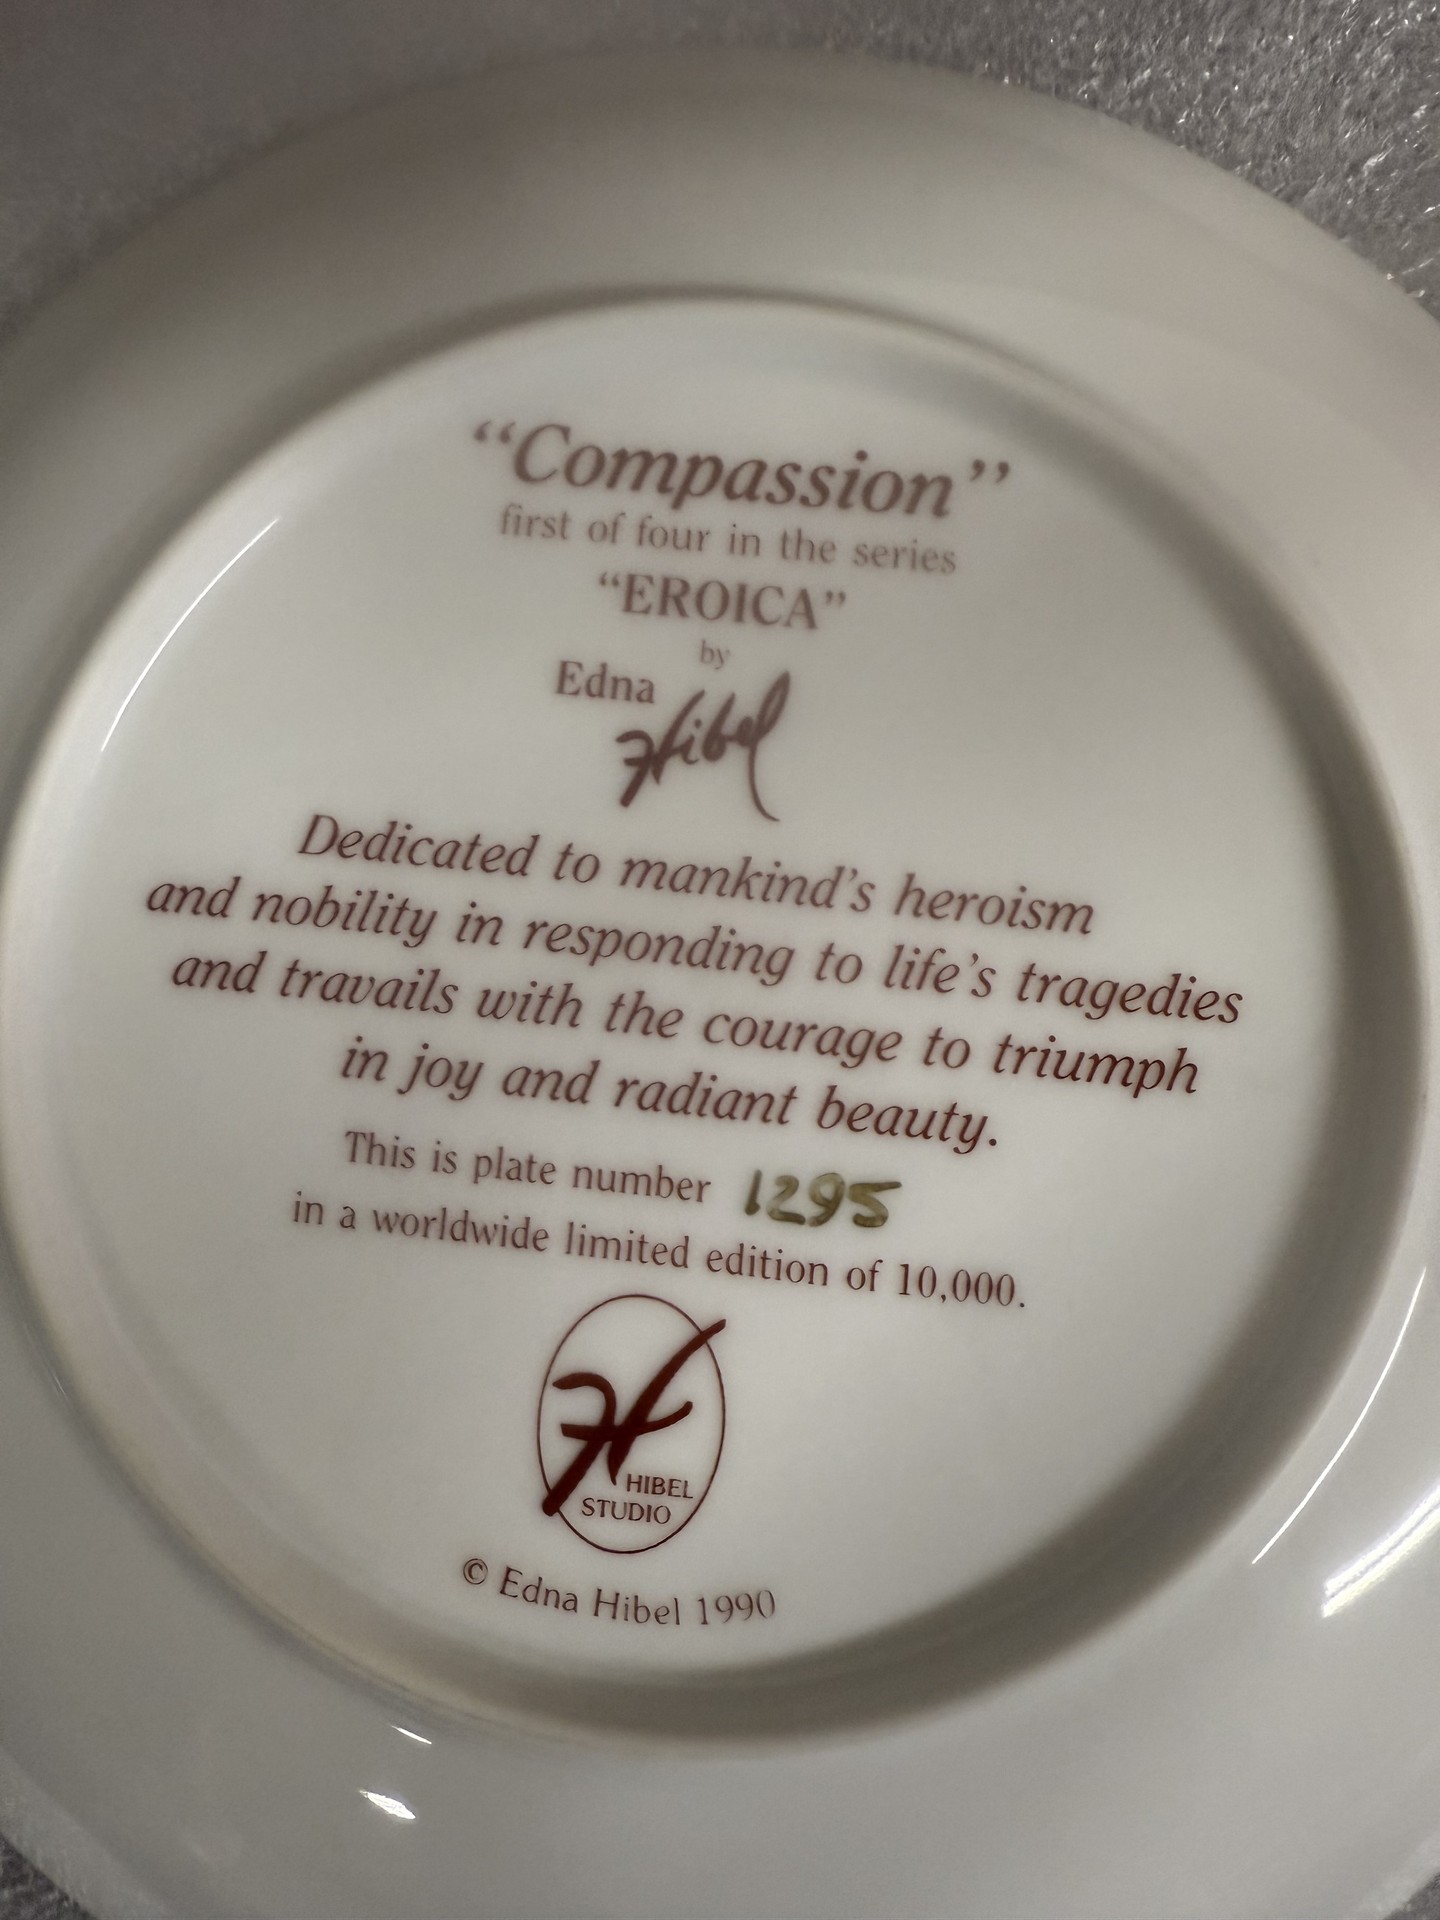 “Compassion”
first of four in the series
“EROICA”
by
Edna Hibel
Dedicated to mankind’s heroism
and nobility in responding to life’s tragedies
and travails with the courage to triumph
in joy and radiant beauty.
This is plate number 1295
in a worldwide limited edition of 10,000.
H
HIBEL
STUDIO
© Edna Hibel 1990